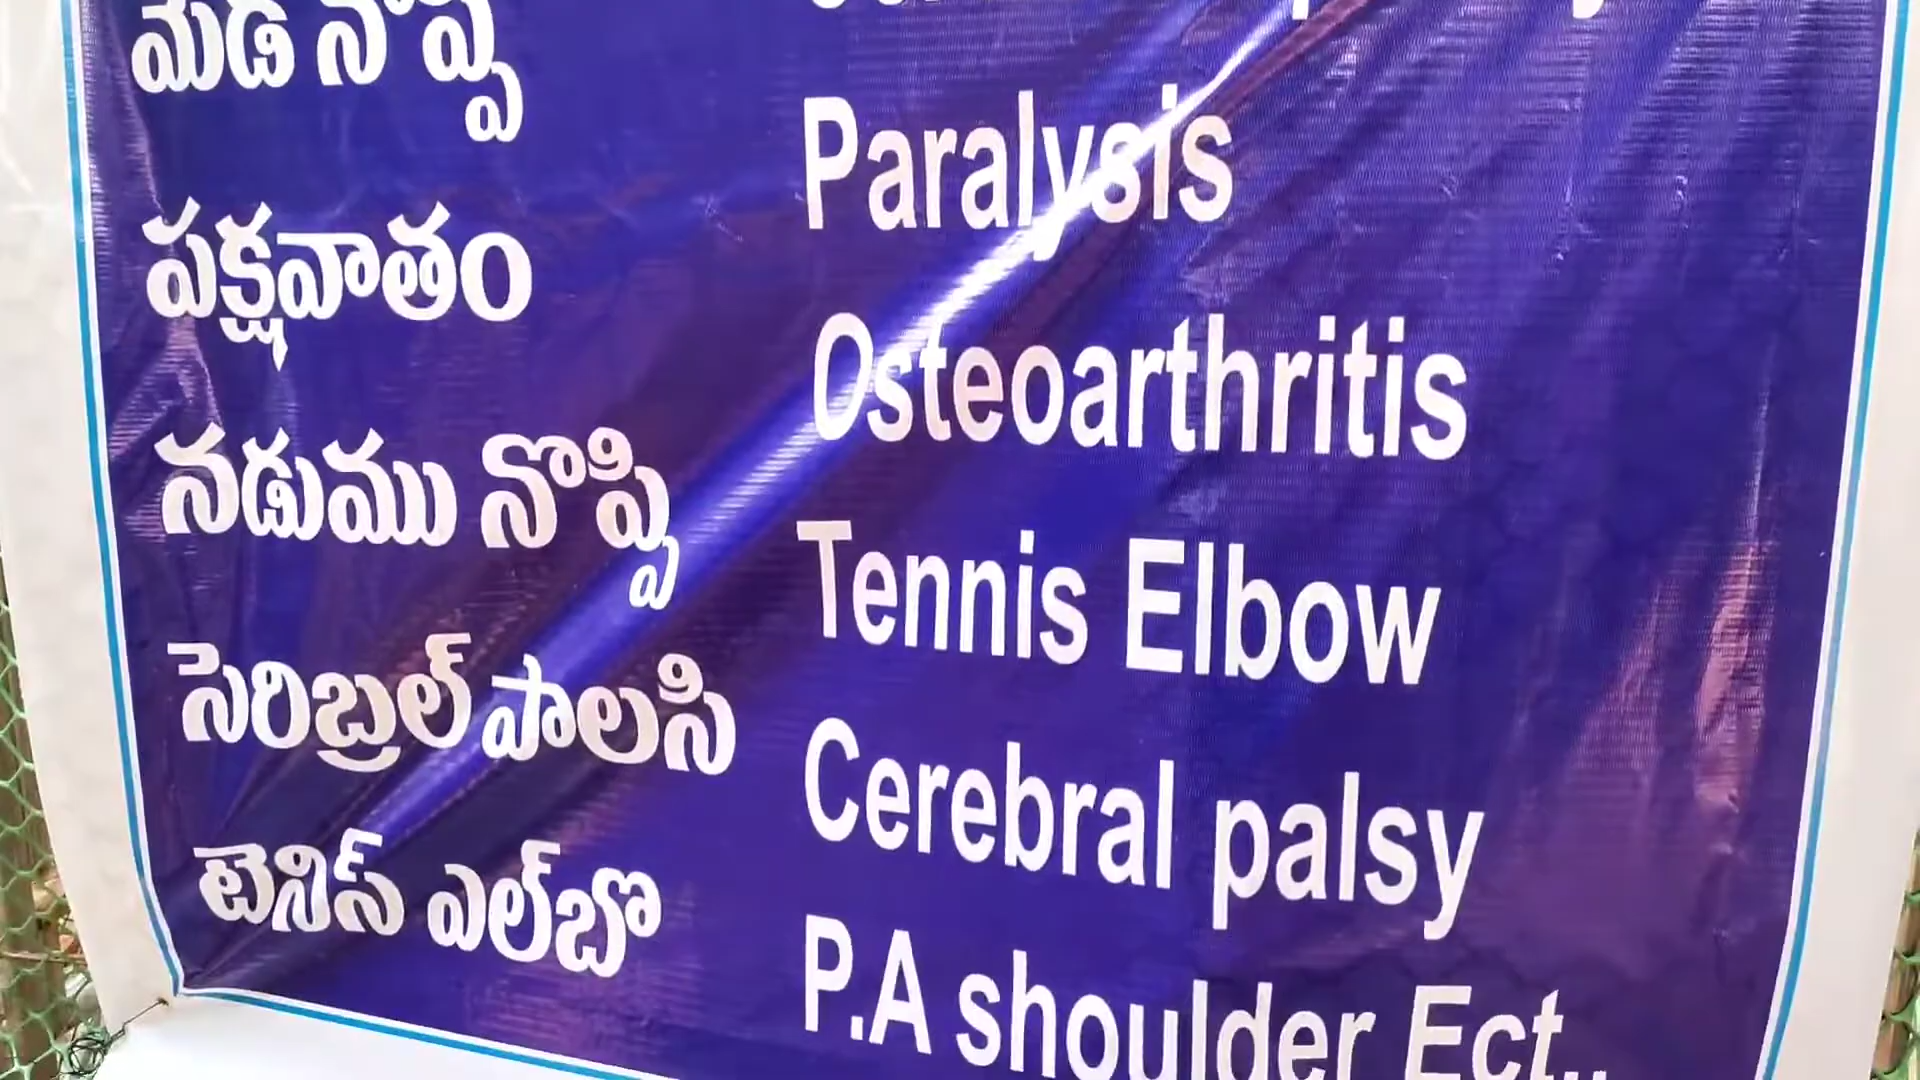 మెడ నొప్పి
పక్షవాతం
నడుము నొప్పి
సెరిబ్రల్ పాలసి
టెనిస్ ఎల్‌బొ
Paralysis
Osteoarthritis
Tennis Elbow
Cerebral palsy
P.A shoulder Ect..